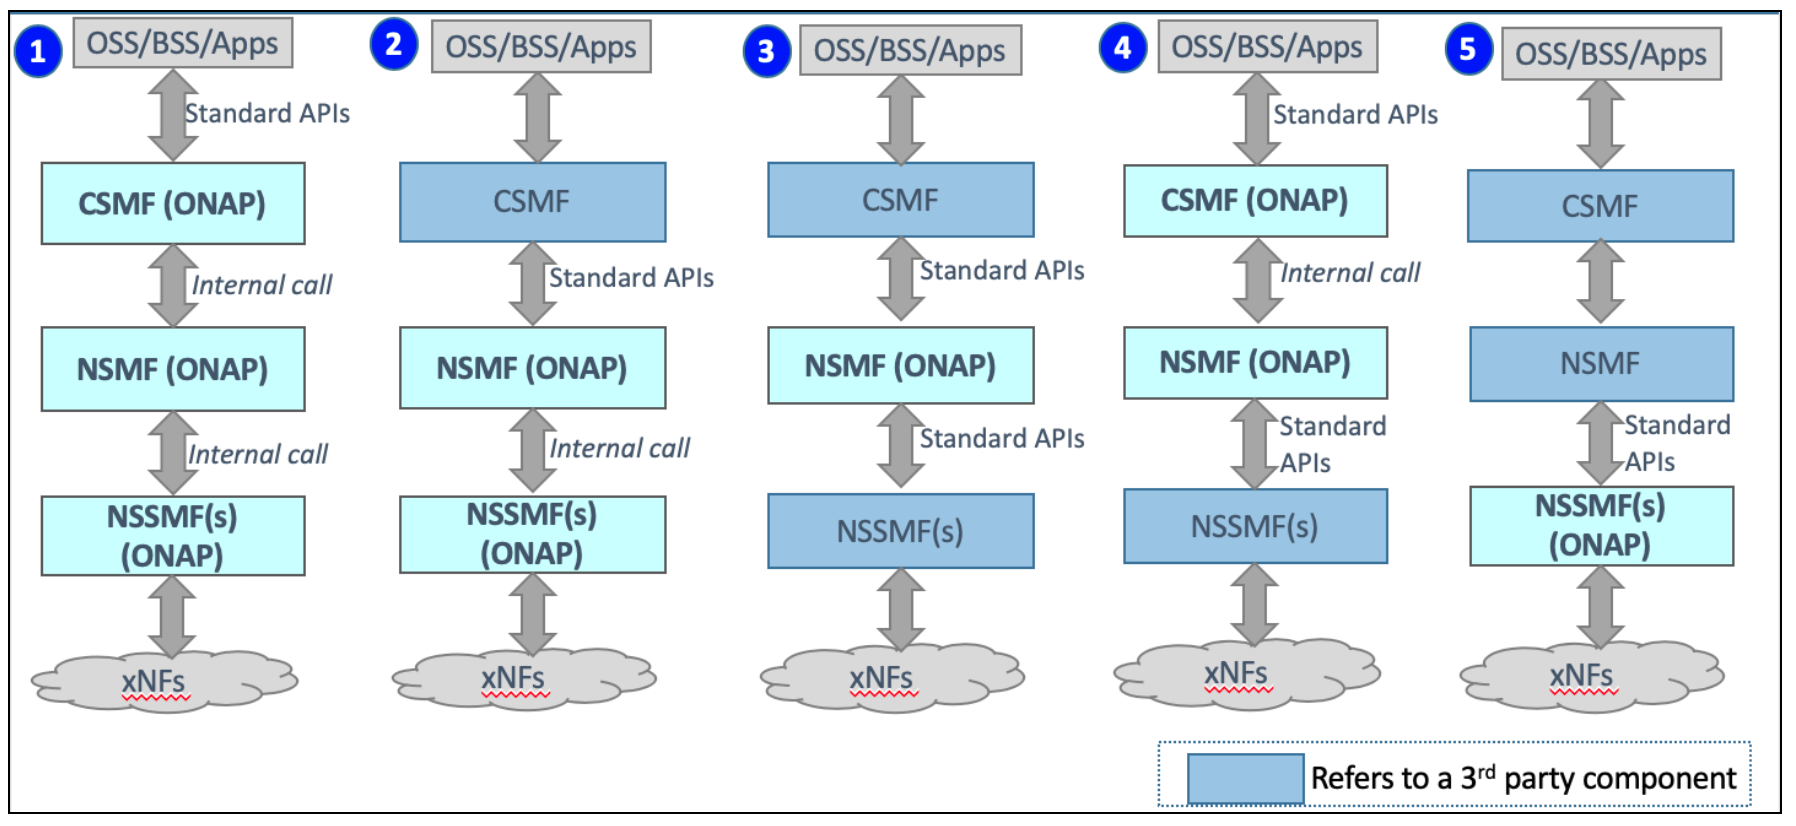 1
OSS/BSS/Apps
Standard APIs
CSMF (ONAP)
Internal call
NSMF (ONAP)
Internal call
NSSMF(s)
(ONAP)
xNFs
2
OSS/BSS/Apps
CSMF
Standard APIs
NSMF (ONAP)
Internal call
NSSMF(s)
(ONAP)
xNFs
3
OSS/BSS/Apps
CSMF
Standard APIs
NSMF (ONAP)
Standard APIs
NSSMF(s)
xNFs
4
OSS/BSS/Apps
Standard APIs
CSMF (ONAP)
Internal call
NSMF (ONAP)
Standard
APIs
NSSMF(s)
xNFs
5
OSS/BSS/Apps
CSMF
NSMF
Standard
APIs
NSSMF(s)
(ONAP)
xNFs
Refers to a 3rd party component